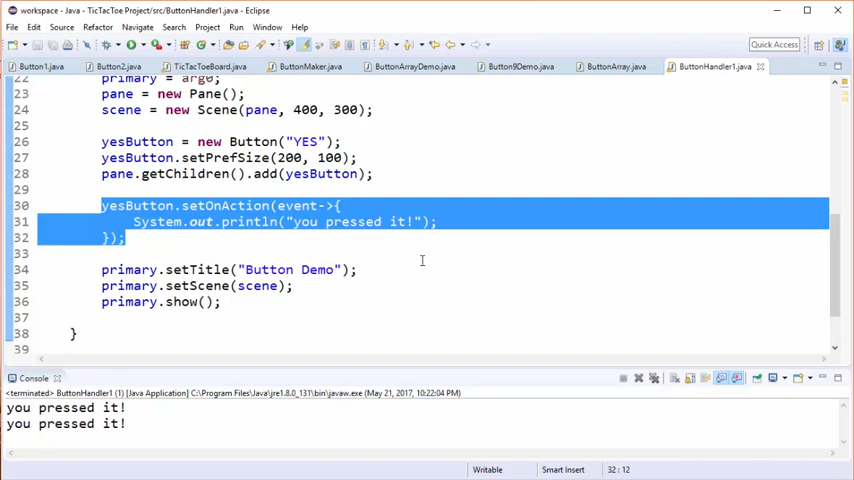 workspace - Java - TicTacToe Project/src/ButtonHandler1.java - Eclipse
File Edit Source Refactor Navigate Search Project Run Window Help
Quick Access
Button1.java Button2.java TicTacToeBoard.java ButtonMaker.java ButtonArrayDemo.java Button9Demo.java ButtonArray.java ButtonHandler1.java
22 primary = arg0;
23 pane = new Pane();
24 scene = new Scene(pane, 400, 300);
25
26 yesButton = new Button("YES");
27 yesButton.setPrefSize(200, 100);
28 pane.getChildren().add(yesButton);
29
30 yesButton.setOnAction(event->{
31 System.out.println("you pressed it!");
32 });
33
34 primary.setTitle("Button Demo");
35 primary.setScene(scene);
36 primary.show();
37
38 }
39
Console
<terminated> ButtonHandler1 (1) [Java Application] C:\Program Files\Java\jre1.8.0_131\bin\javaw.exe (May 21, 2017, 10:22:04 PM)
you pressed it!
you pressed it!
Writable Smart Insert 32 : 12